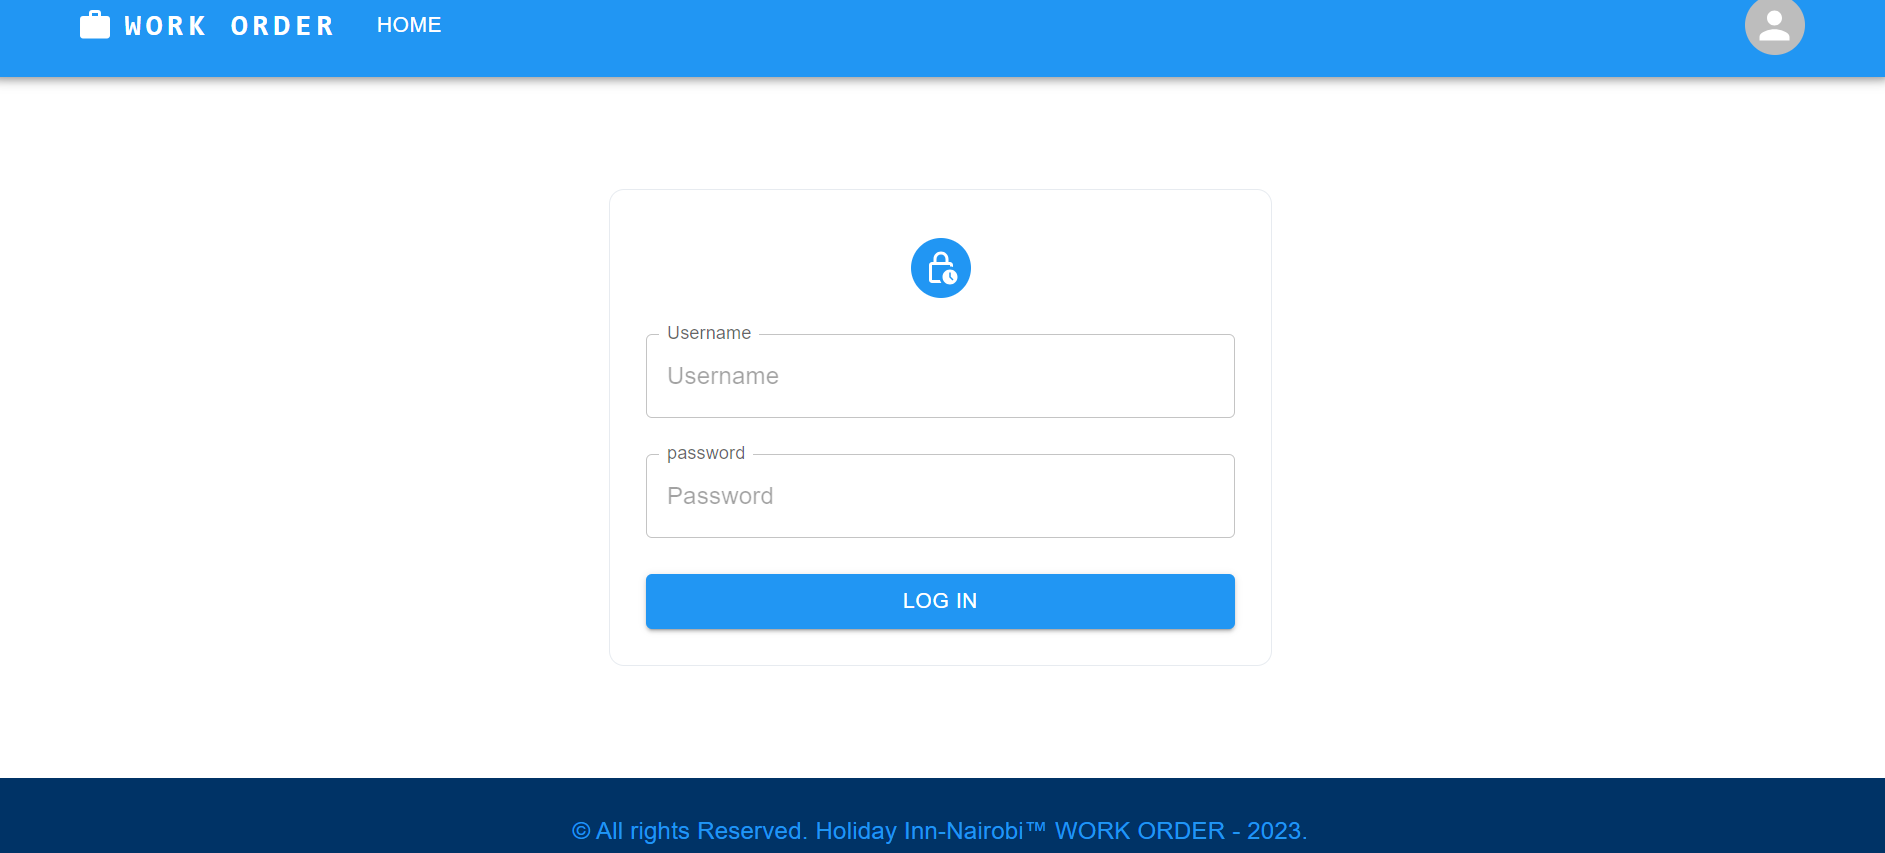 WORK ORDER HOME
Username
Username
password
Password
LOG IN
© All rights Reserved. Holiday Inn-Nairobi™ WORK ORDER - 2023.